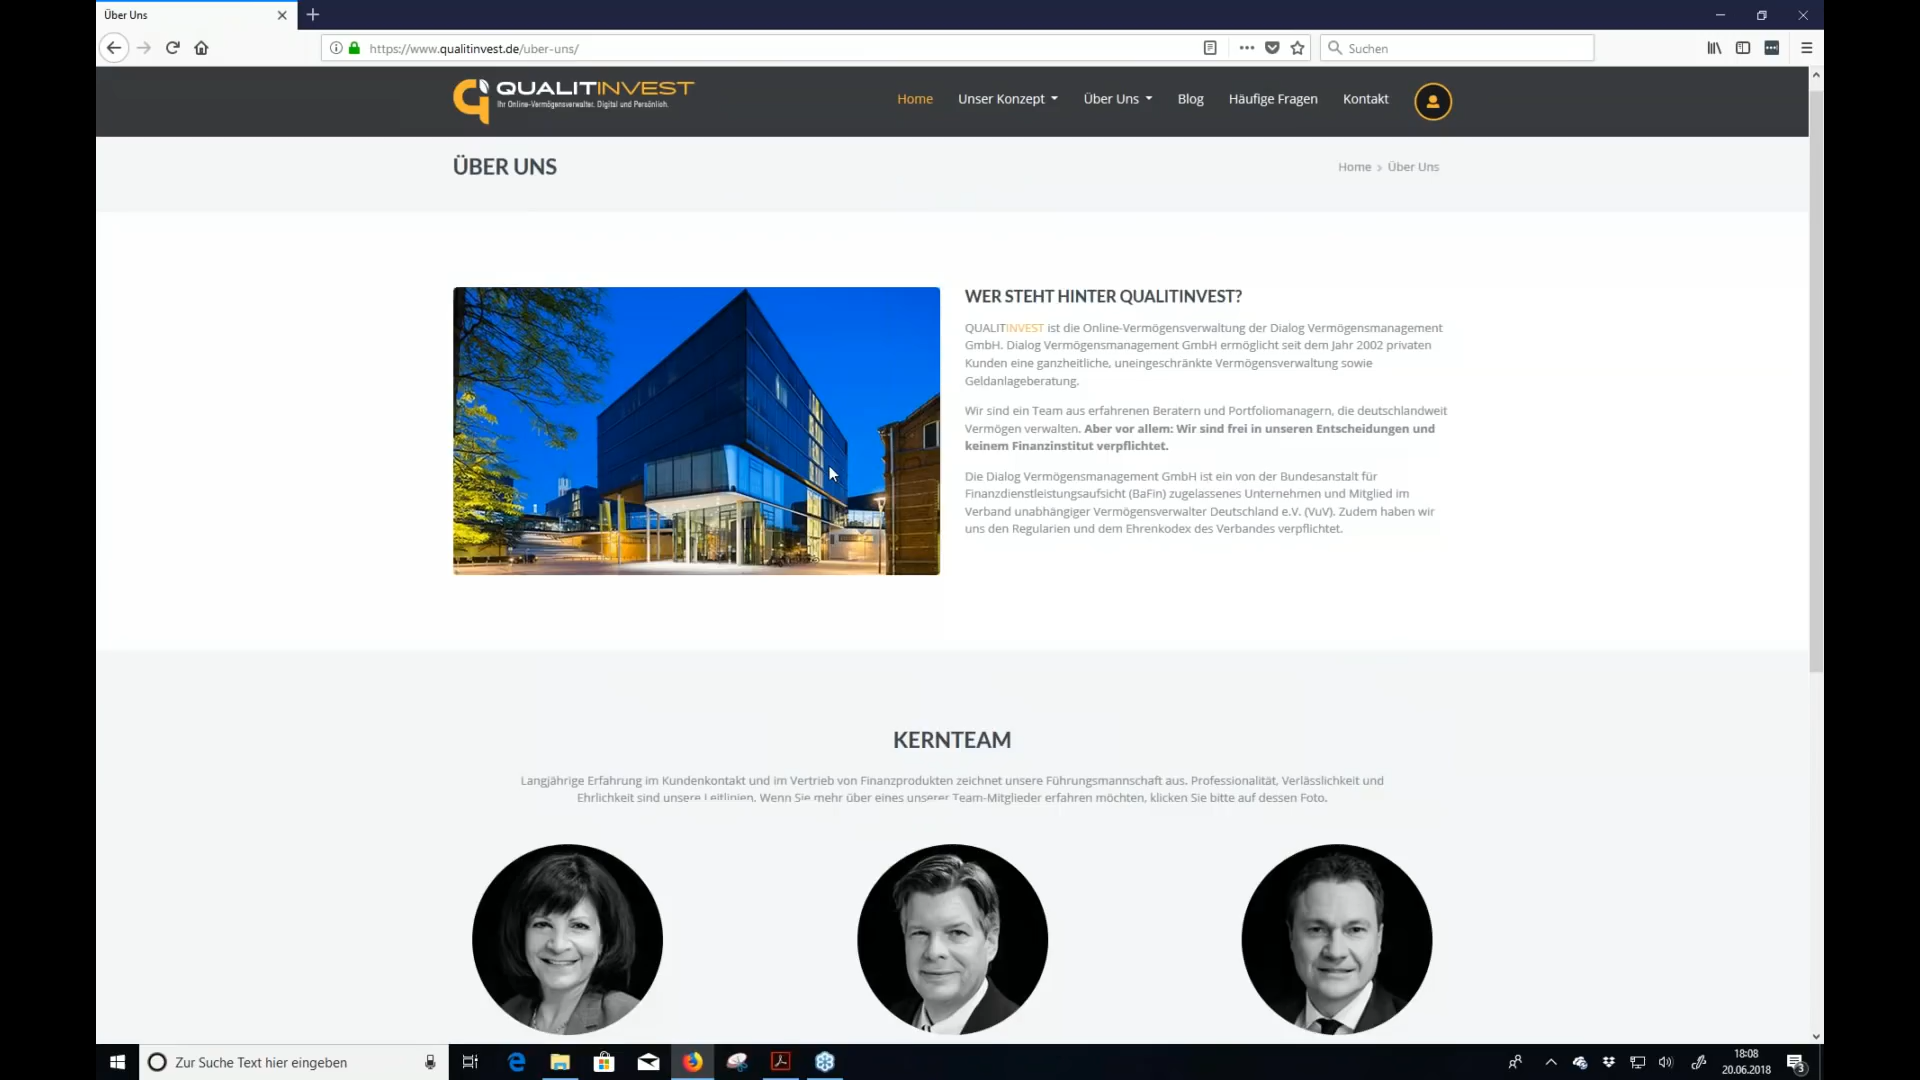 Über Uns
https://www.qualitinvest.de/uber-uns/
Suchen
QUALITINVEST
Ihr Online-Vermögensverwalter. Digital und Persönlich.
Home
Unser Konzept
Über Uns
Blog
Häufige Fragen
Kontakt
ÜBER UNS
Home > Über Uns
WER STEHT HINTER QUALITINVEST?
QUALITINVEST ist die Online-Vermögensverwaltung der Dialog Vermögensmanagement
GmbH. Dialog Vermögensmanagement GmbH ermöglicht seit dem Jahr 2002 privaten
Kunden eine ganzheitliche, uneingeschränkte Vermögensverwaltung sowie
Geldanlageberatung.
Wir sind ein Team aus erfahrenen Beratern und Portfoliomanagern, die deutschlandweit
Vermögen verwalten. Aber vor allem: Wir sind frei in unseren Entscheidungen und
keinem Finanzinstitut verpflichtet.
Die Dialog Vermögensmanagement GmbH ist ein von der Bundesanstalt für
Finanzdienstleistungsaufsicht (BaFin) zugelassenes Unternehmen und Mitglied im
Verband unabhängiger Vermögensverwalter Deutschland e.V. (VuV). Zudem haben wir
uns den Regularien und dem Ehrenkodex des Verbandes verpflichtet.
KERNTEAM
Langjährige Erfahrung im Kundenkontakt und im Vertrieb von Finanzprodukten zeichnet unsere Führungsmannschaft aus. Professionalität, Verlässlichkeit und
Ehrlichkeit sind unsere Leitlinien. Wenn Sie mehr über eines unserer Team-Mitglieder erfahren möchten, klicken Sie bitte auf dessen Foto.
Zur Suche Text hier eingeben
18:08
20.06.2018
3